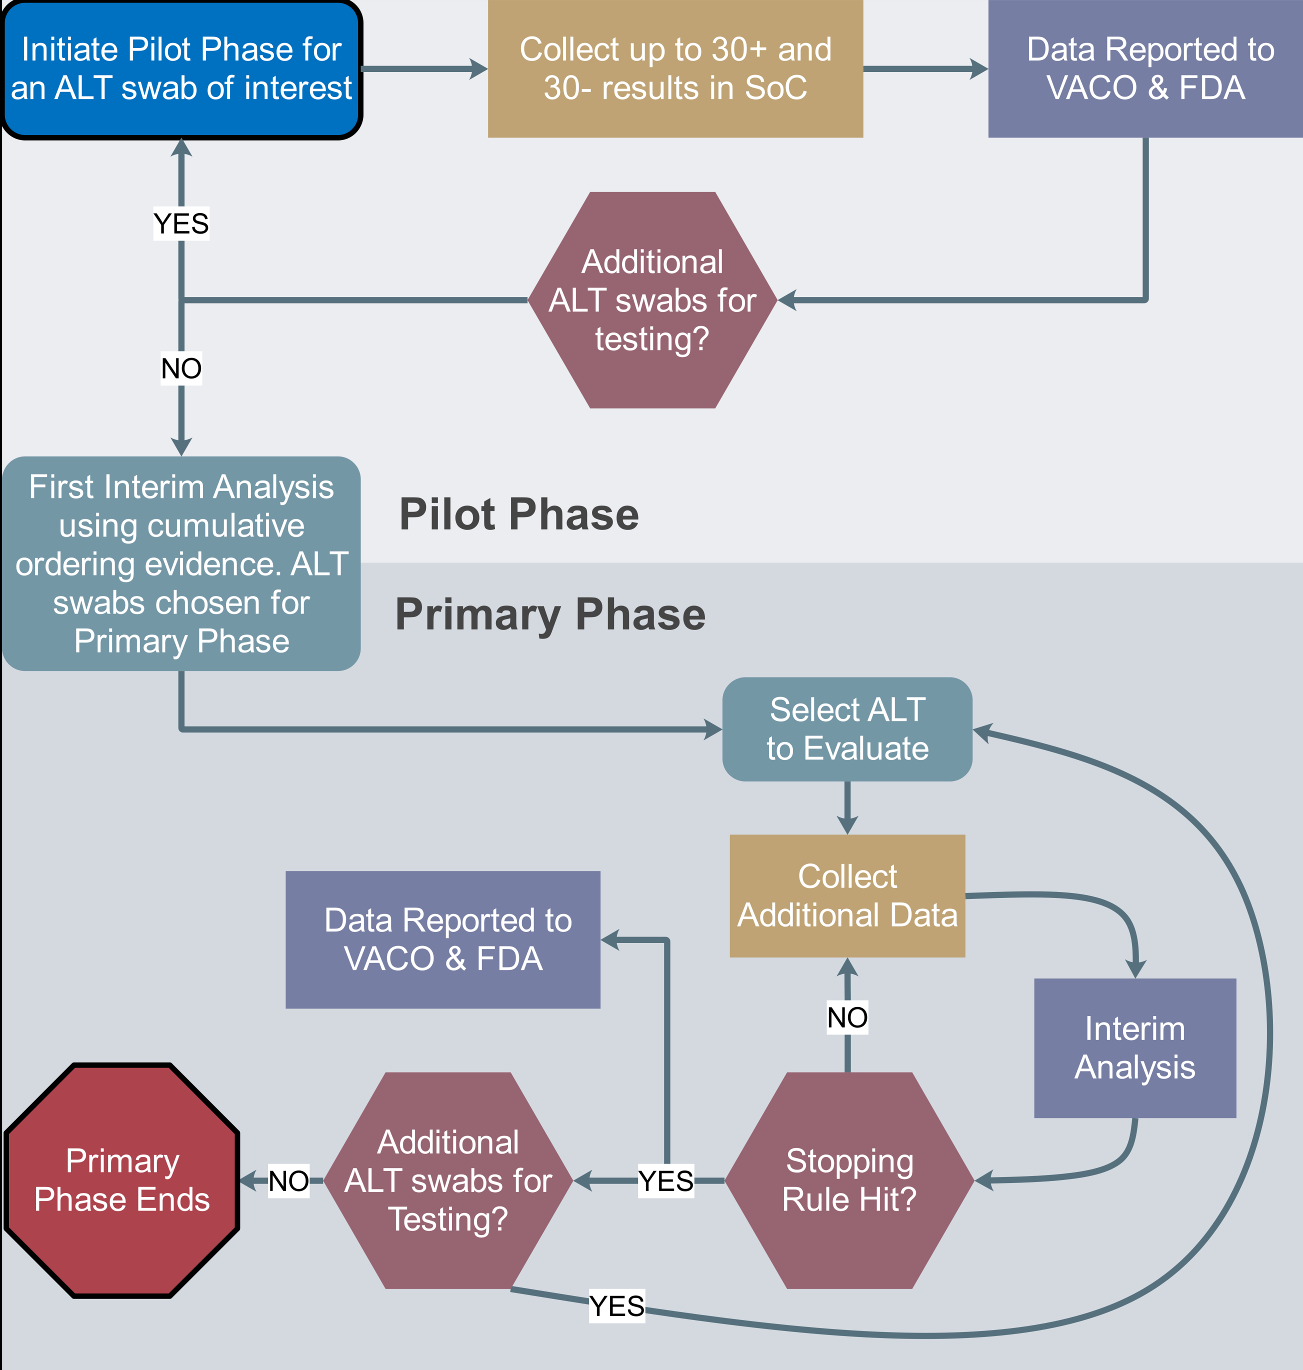 Initiate Pilot Phase for
an ALT swab of interest
Collect up to 30+ and
30- results in SoC
Data Reported to
VACO & FDA
YES
Additional
ALT swabs for
testing?
NO
First Interim Analysis
using cumulative
ordering evidence. ALT
swabs chosen for
Primary Phase
Pilot Phase
Primary Phase
Select ALT
to Evaluate
Collect
Additional Data
Data Reported to
VACO & FDA
NO
Interim
Analysis
Stopping
Rule Hit?
YES
Additional
ALT swabs for
Testing?
NO
Primary
Phase Ends
YES